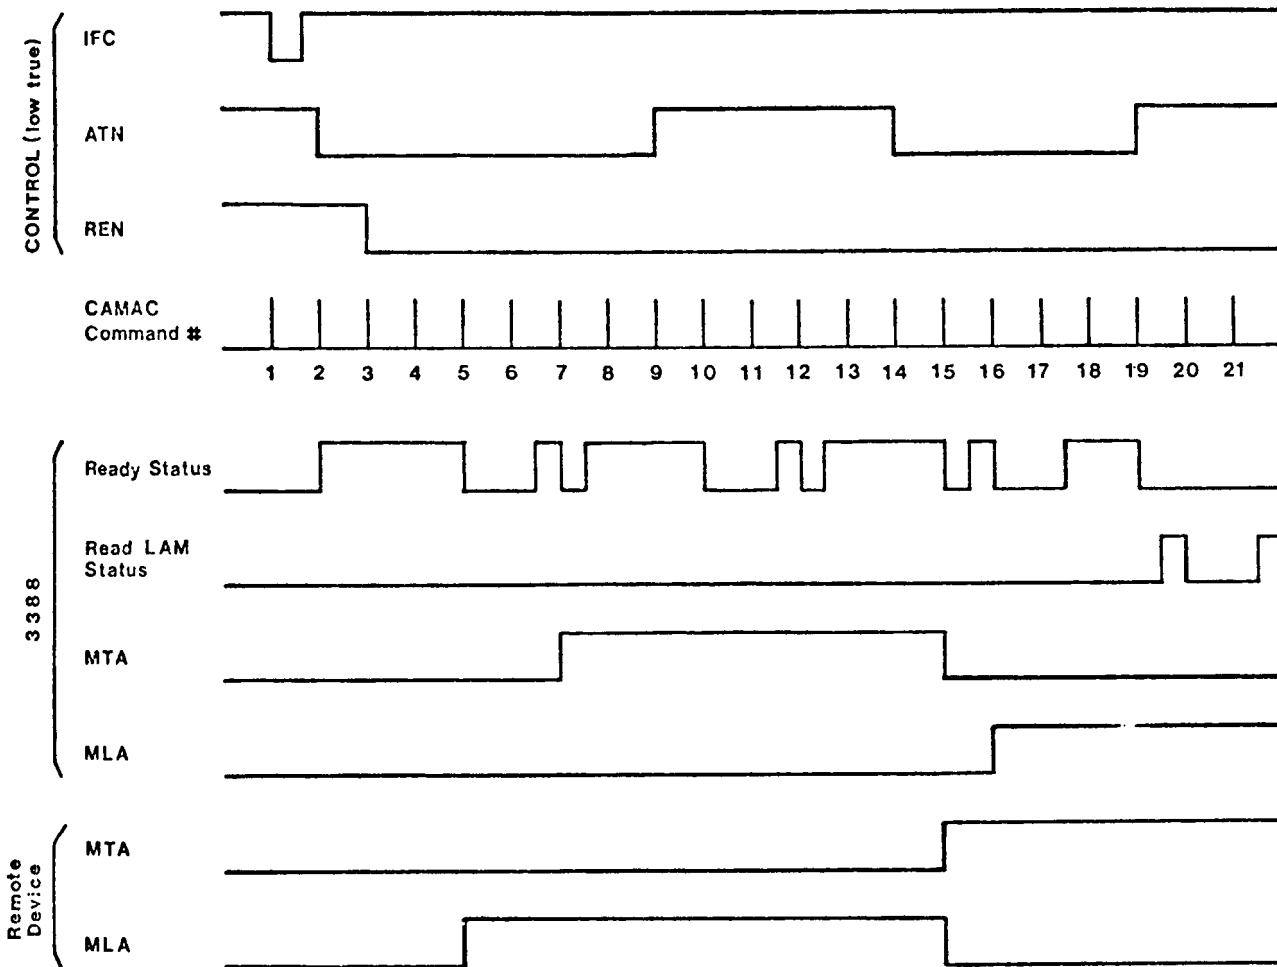 CONTROL (low true)
IFC
ATN
REN
CAMAC
Command #
1 2 3 4 5 6 7 8 9 10 11 12 13 14 15 16 17 18 19 20 21
3388
Ready Status
Read LAM
Status
MTA
MLA
Remote
Device
MTA
MLA